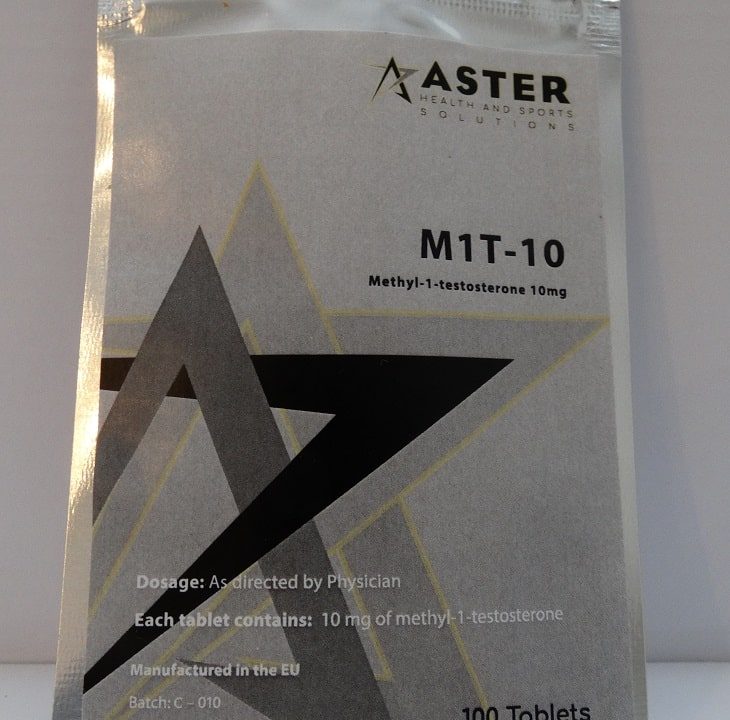 ASTER
HEALTH AND SPORTS
SOLUTIONS
M1T-10
Methyl-1-testosterone 10mg
Dosage: As directed by Physician
Each tablet contains: 10 mg of methyl-1-testosterone
Manufactured in the EU
Batch: C – 010
100 Tablets